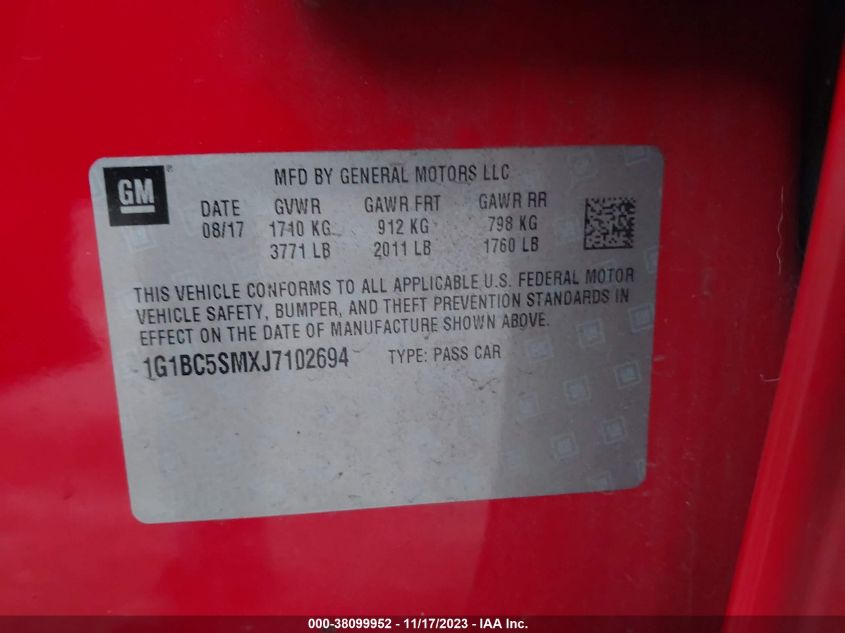 GM®
MFD BY GENERAL MOTORS LLC
DATE GVWR GAWR FRT GAWR RR
08/17 1710 KG 912 KG 798 KG
3771 LB 2011 LB 1760 LB
THIS VEHICLE CONFORMS TO ALL APPLICABLE U.S. FEDERAL MOTOR
VEHICLE SAFETY, BUMPER, AND THEFT PREVENTION STANDARDS IN
EFFECT ON THE DATE OF MANUFACTURE SHOWN ABOVE.
1G1BC5SMXJ7102694 TYPE: PASS CAR
000-38099952 - 11/17/2023 - IAA Inc.